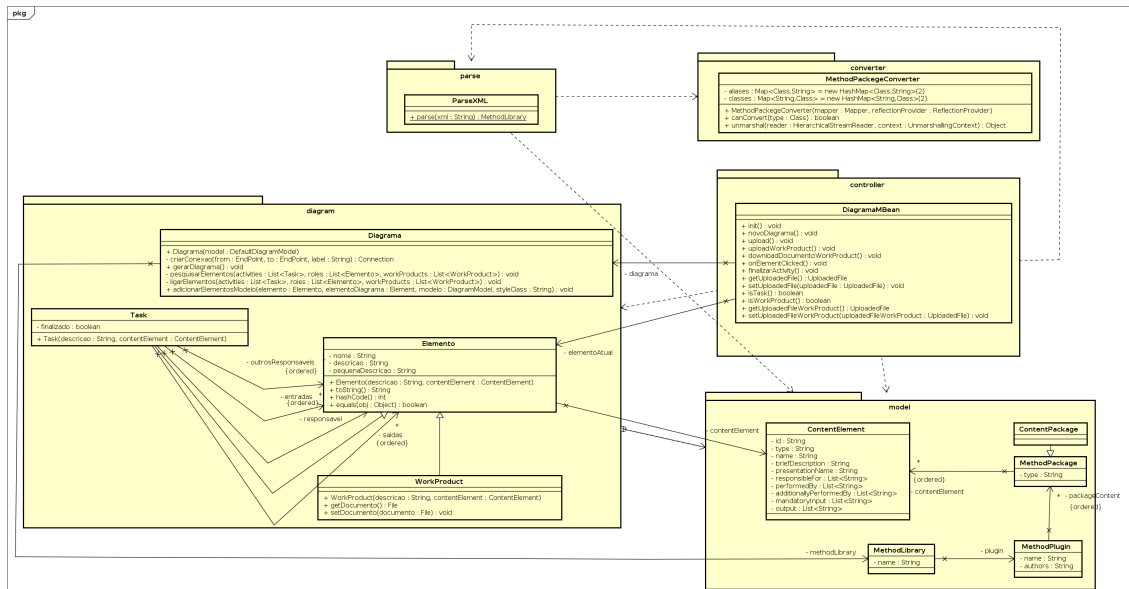 pkg
parse
ParseXML
+ parse(xml : String) : MethodLibrary
converter
MethodPackegeConverter
- aliases : Map<Class,String> = new HashMap<Class,String>(2)
- classes : Map<String,Class> = new HashMap<String,Class>(2)
+ MethodPackegeConverter(mapper : Mapper, reflectionProvider : ReflectionProvider)
+ canConvert(type : Class) : boolean
+ unmarshal(reader : HierarchicalStreamReader, context : UnmarshallingContext) : Object
controller
DiagramaMBean
+ init() : void
+ novoDiagrama() : void
+ upload() : void
+ uploadWorkProduct() : void
+ downloadDocumentoWorkProduct() : void
+ onElementClicked() : void
+ finalizarActivity() : void
+ getUploadedFile() : UploadedFile
+ setUploadedFile(uploadedFile : UploadedFile) : void
+ isTask() : boolean
+ isWorkProduct() : boolean
+ getUploadedFileWorkProduct() : UploadedFile
+ setUploadedFileWorkProduct(uploadedFileWorkProduct : UploadedFile) : void
diagram
Diagrama
+ Diagrama(model : DefaultDiagramModel)
- criarConexao(from : EndPoint, to : EndPoint, label : String) : Connection
+ gerarDiagrama() : void
- pesquisarElementos(activities : List<Task>, roles : List<Elemento>, workProducts : List<WorkProduct>) : void
- ligarElementos(activities : List<Task>, roles : List<Elemento>, workProducts : List<WorkProduct>) : void
+ adicionarElementosModelo(elemento : Elemento, elementoDiagrama : Element, modelo : DiagramModel, styleClass : String) : void
- diagrama
Task
- finalizado : boolean
+ Task(descricao : String, contentElement : ContentElement)
Elemento
- nome : String
- descricao : String
- pequenaDescricao : String
+ Elemento(descricao : String, contentElement : ContentElement)
+ toString() : String
+ hashCode() : int
+ equals(obj : Object) : boolean
- elementoAtual
- outrosResponsaveis
*
{ordered}
- entradas
*
{ordered}
- responsavel
*
- saidas
{ordered}
WorkProduct
+ WorkProduct(descricao : String, contentElement : ContentElement)
+ getDocumento() : File
+ setDocumento(documento : File) : void
model
- contentElement
ContentElement
- id : String
- type : String
- name : String
- briefDescription : String
- presentationName : String
- responsibleFor : List<String>
- performedBy : List<String>
- additionallyPerformedBy : List<String>
- mandatoryInput : List<String>
- output : List<String>
ContentPackage
MethodPackage
- type : String
*
{ordered}
- contentElement
* - packageContent
{ordered}
- methodLibrary
MethodLibrary
- name : String
- plugin
MethodPlugin
- name : String
- authors : String